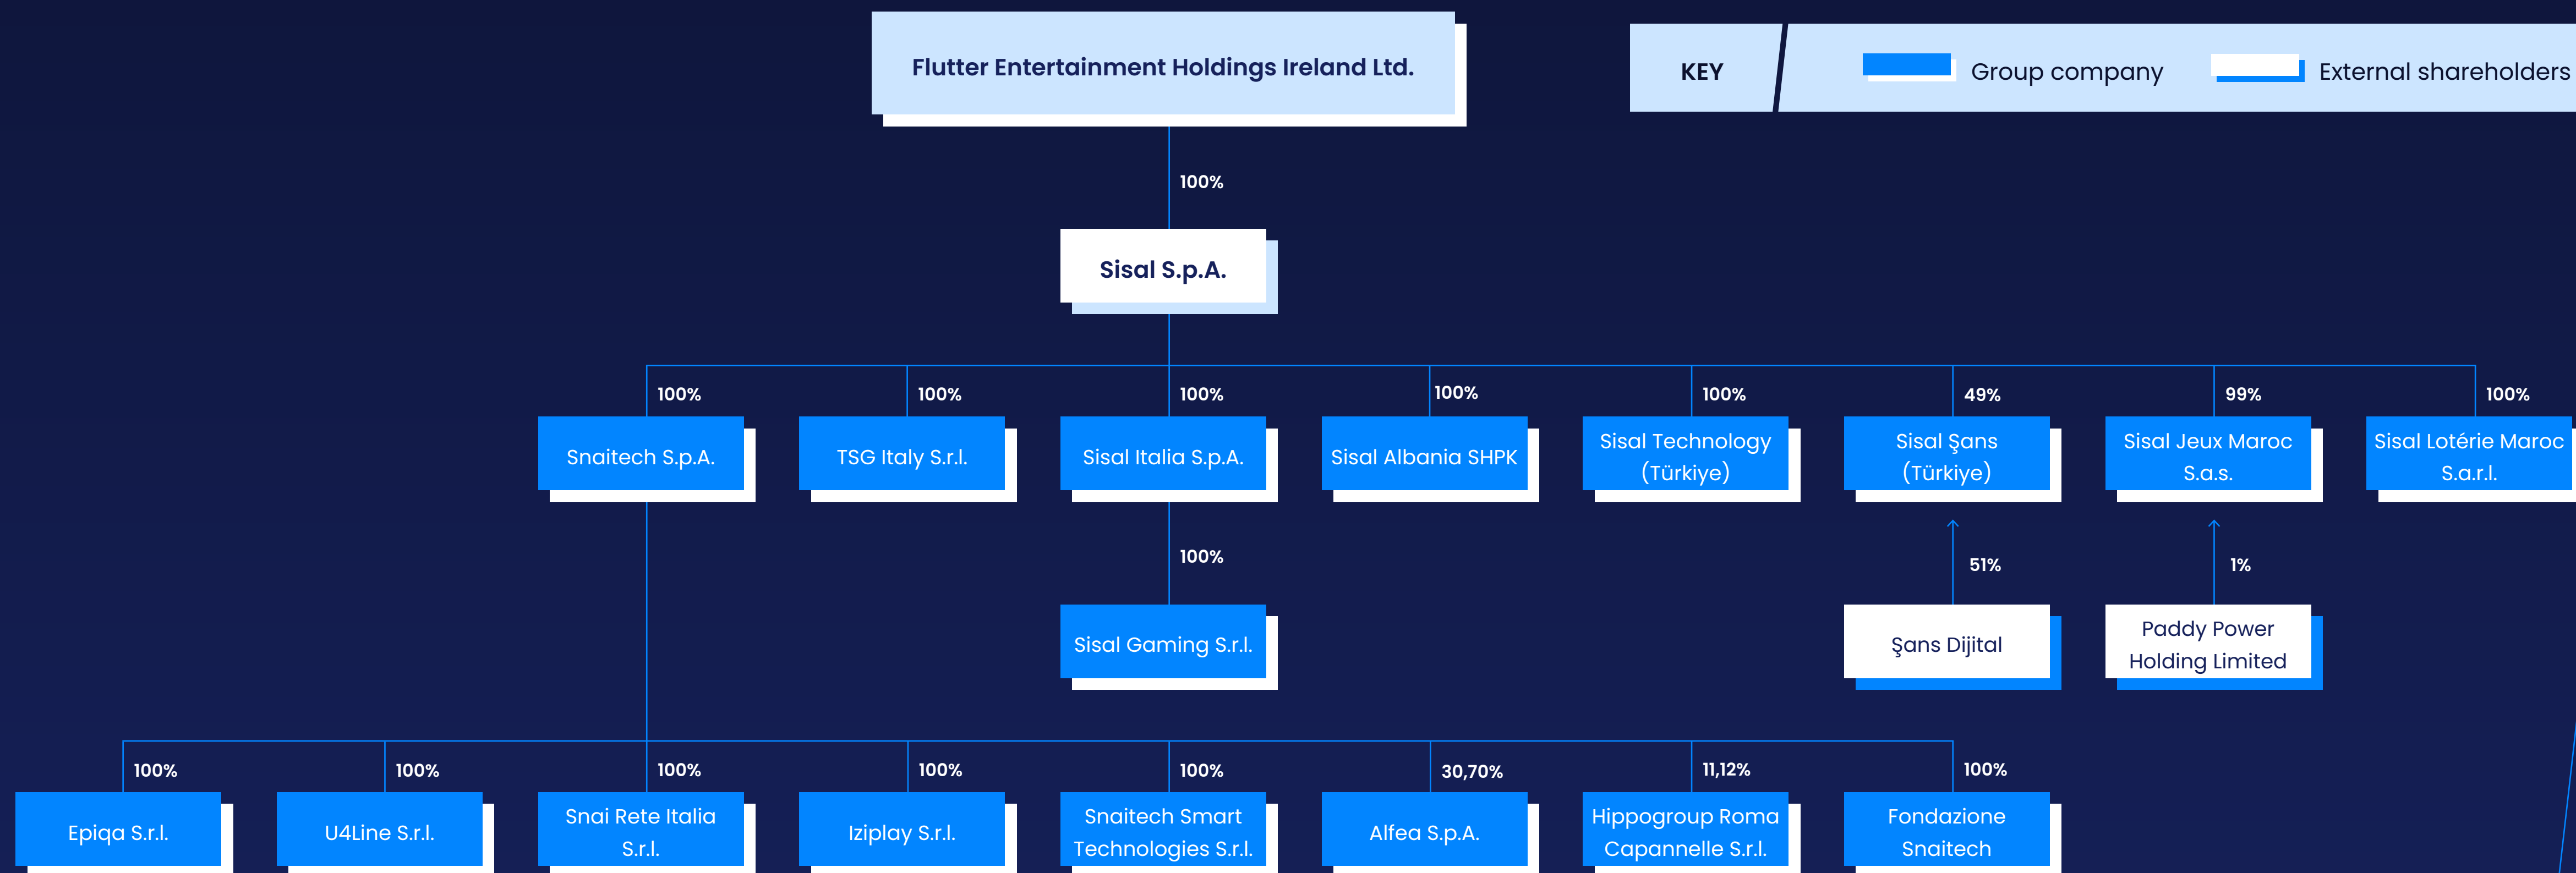 Flutter Entertainment Holdings Ireland Ltd.
KEY
Group company
External shareholders
100%
Sisal S.p.A.
100%
100%
100%
100%
100%
49%
99%
100%
Snaitech S.p.A.
TSG Italy S.r.l.
Sisal Italia S.p.A.
Sisal Albania SHPK
Sisal Technology
(Türkiye)
Sisal Şans
(Türkiye)
Sisal Jeux Maroc
S.a.s.
Sisal Lotérie Maroc
S.a.r.l.
100%
51%
1%
Sisal Gaming S.r.l.
Şans Dijital
Paddy Power
Holding Limited
100%
100%
100%
100%
100%
30,70%
11,12%
100%
Epiqa S.r.l.
U4Line S.r.l.
Snai Rete Italia
S.r.l.
Iziplay S.r.l.
Snaitech Smart
Technologies S.r.l.
Alfea S.p.A.
Hippogroup Roma
Capannelle S.r.l.
Fondazione
Snaitech